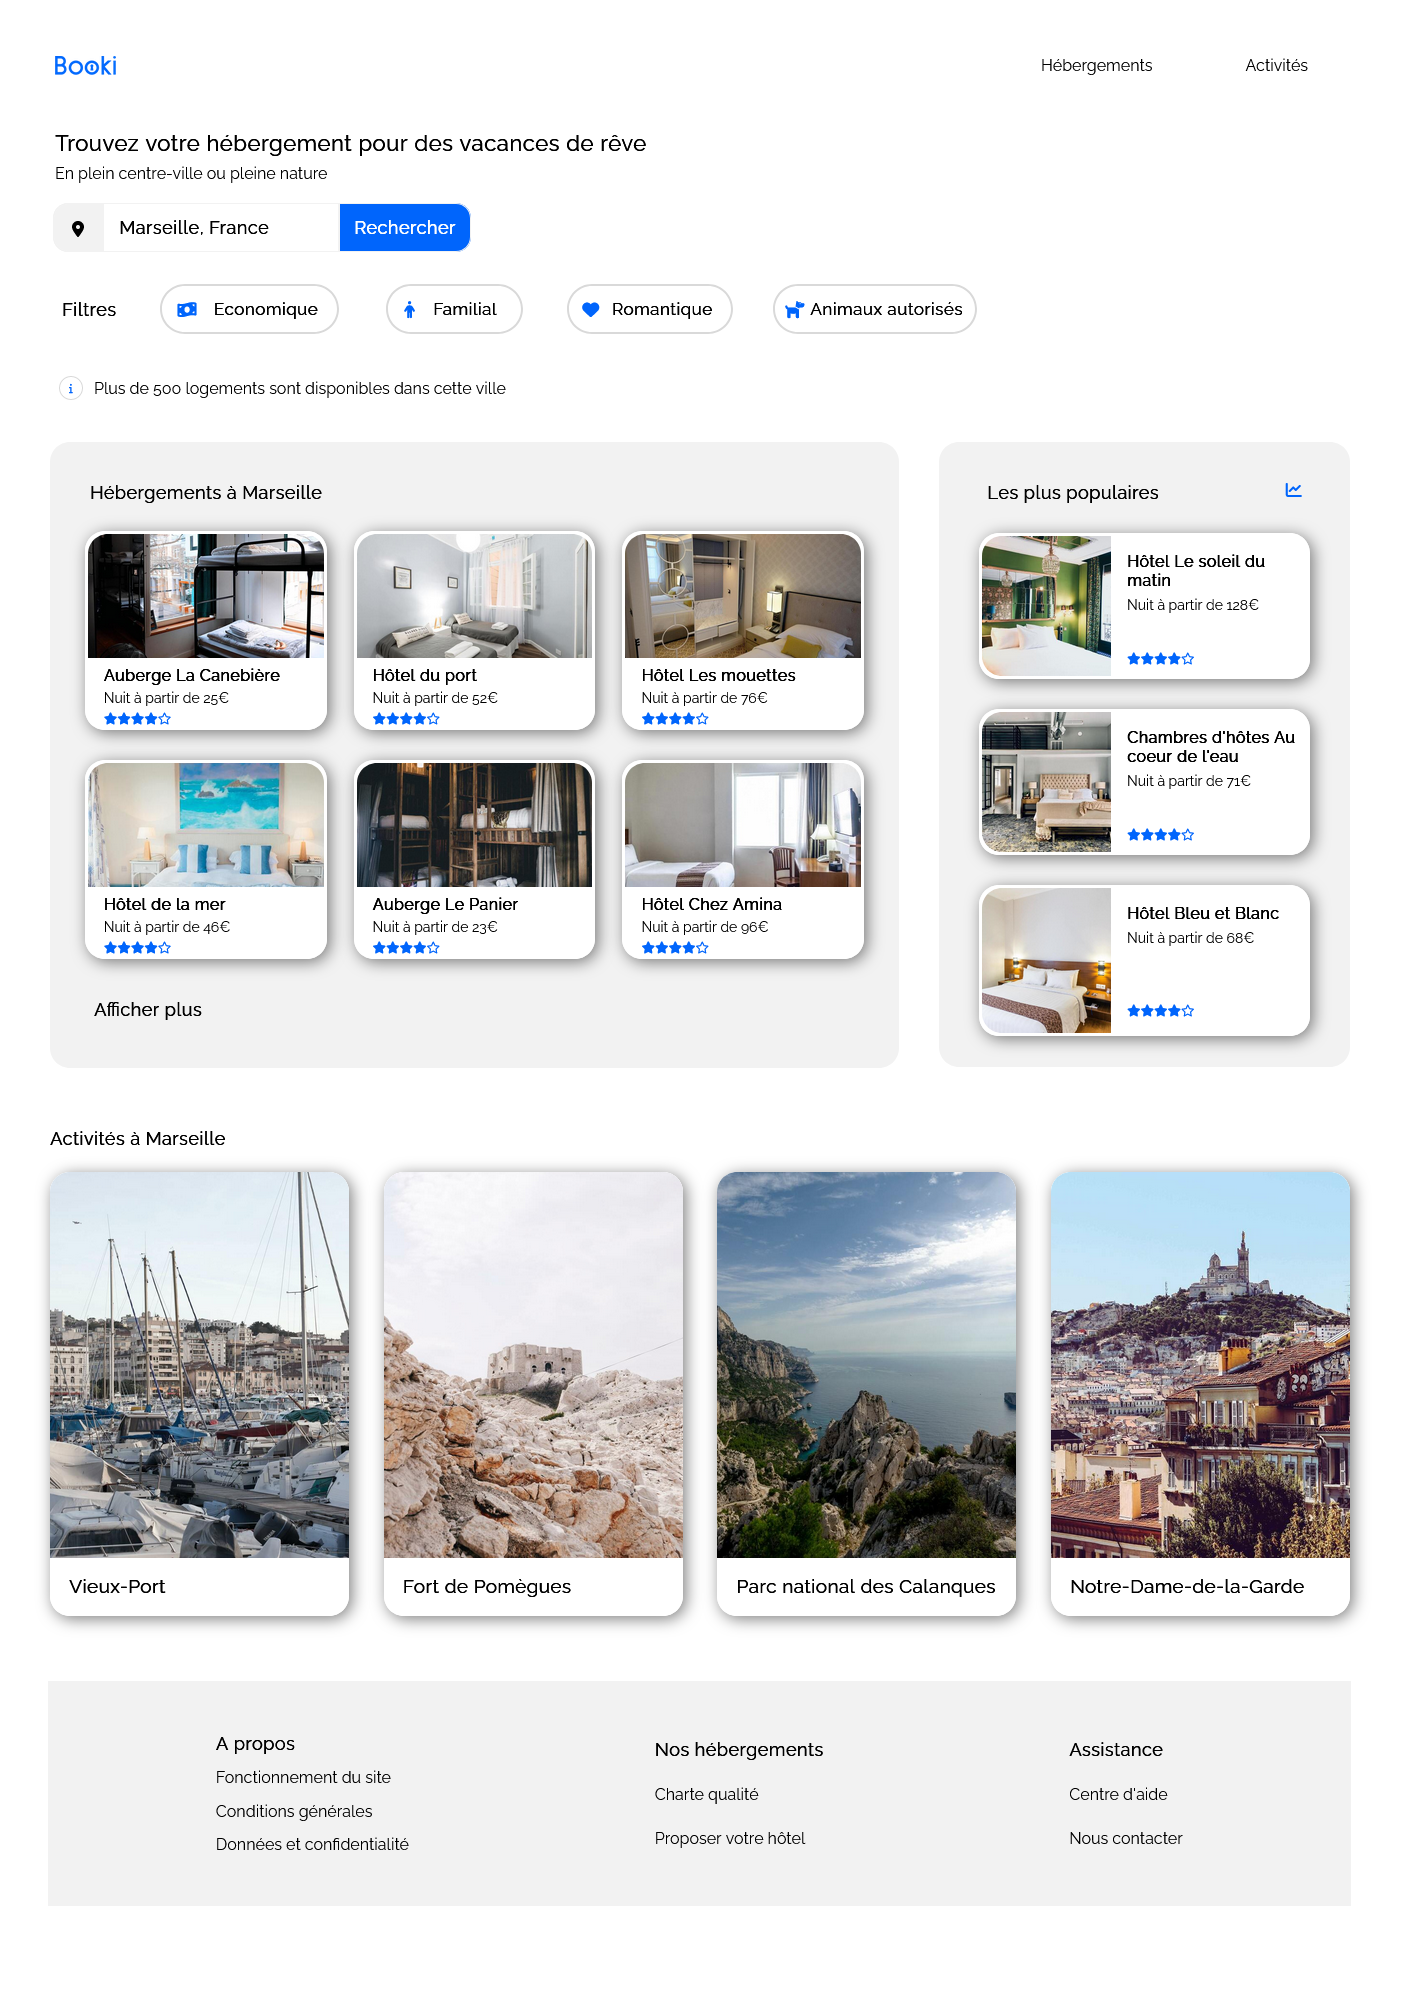 Booki
Hébergements
Activités
Trouvez votre hébergement pour des vacances de rêve
En plein centre-ville ou pleine nature
Marseille, France
Rechercher
Filtres
Economique
Familial
Romantique
Animaux autorisés
Plus de 500 logements sont disponibles dans cette ville
Hébergements à Marseille
Auberge La Canebière
Nuit à partir de 25€
Hôtel du port
Nuit à partir de 52€
Hôtel Les mouettes
Nuit à partir de 76€
Hôtel de la mer
Nuit à partir de 46€
Auberge Le Panier
Nuit à partir de 23€
Hôtel Chez Amina
Nuit à partir de 96€
Afficher plus
Les plus populaires
Hôtel Le soleil du
matin
Nuit à partir de 128€
Chambres d'hôtes Au
coeur de l'eau
Nuit à partir de 71€
Hôtel Bleu et Blanc
Nuit à partir de 68€
Activités à Marseille
Vieux-Port
Fort de Pomègues
Parc national des Calanques
Notre-Dame-de-la-Garde
A propos
Fonctionnement du site
Conditions générales
Données et confidentialité
Nos hébergements
Charte qualité
Proposer votre hôtel
Assistance
Centre d'aide
Nous contacter